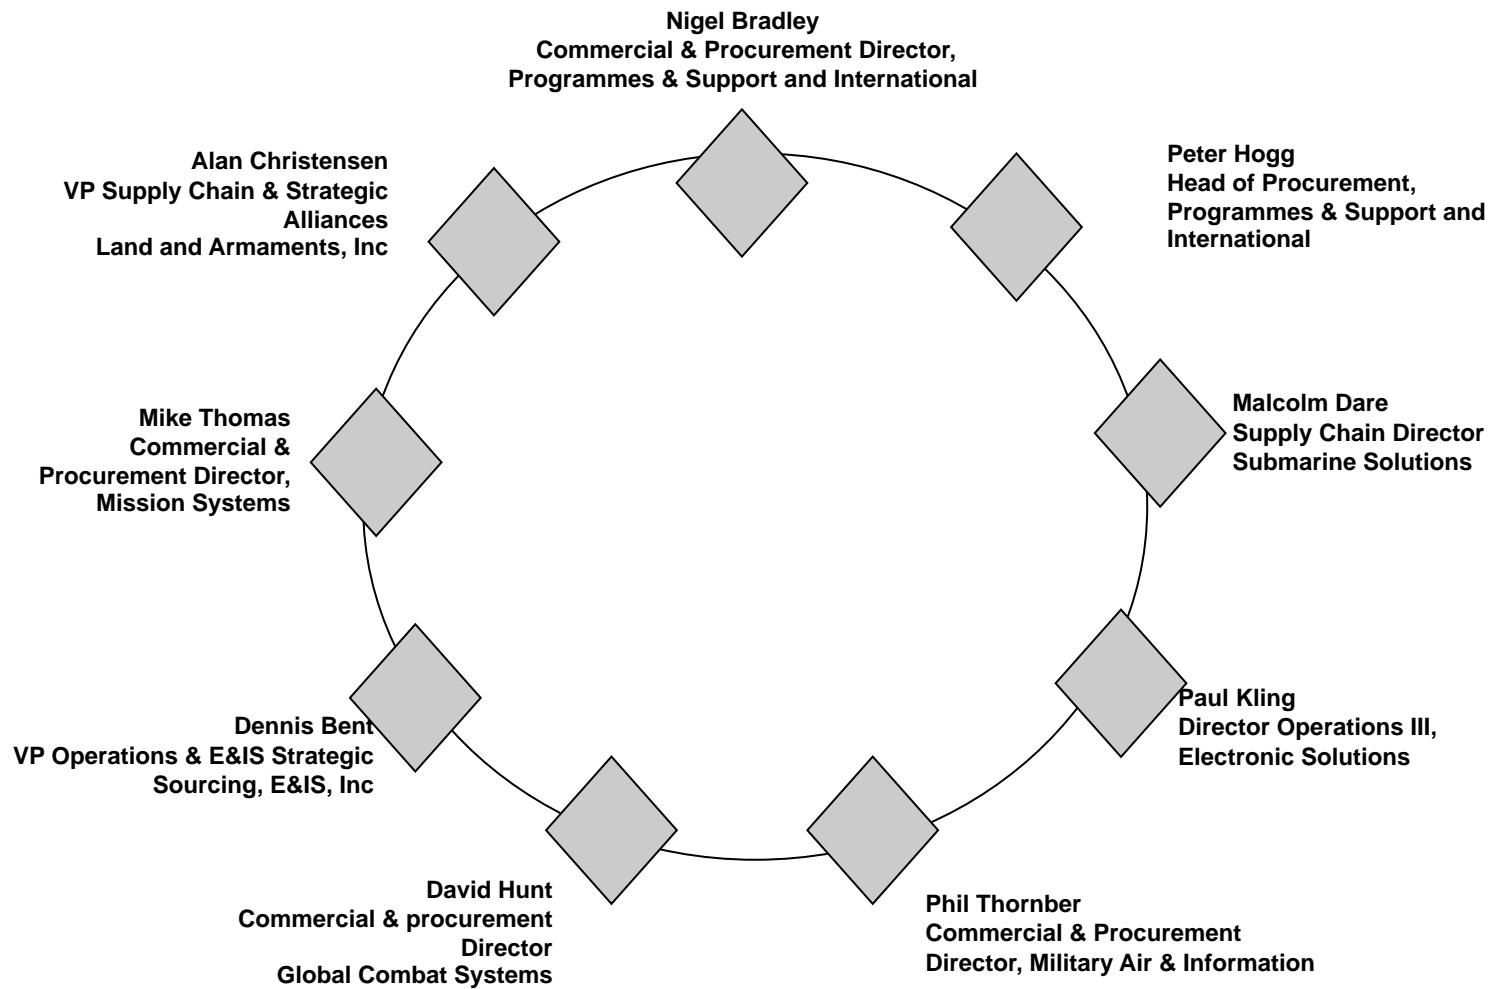 Nigel Bradley
Commercial & Procurement Director,
Programmes & Support and International
Alan Christensen
VP Supply Chain & Strategic
Alliances
Land and Armaments, Inc
Peter Hogg
Head of Procurement,
Programmes & Support and
International
Mike Thomas
Commercial &
Procurement Director,
Mission Systems
Malcolm Dare
Supply Chain Director
Submarine Solutions
Dennis Bent
VP Operations & E&IS Strategic
Sourcing, E&IS, Inc
Paul Kling
Director Operations III,
Electronic Solutions
David Hunt
Commercial & procurement
Director
Global Combat Systems
Phil Thornber
Commercial & Procurement
Director, Military Air & Information